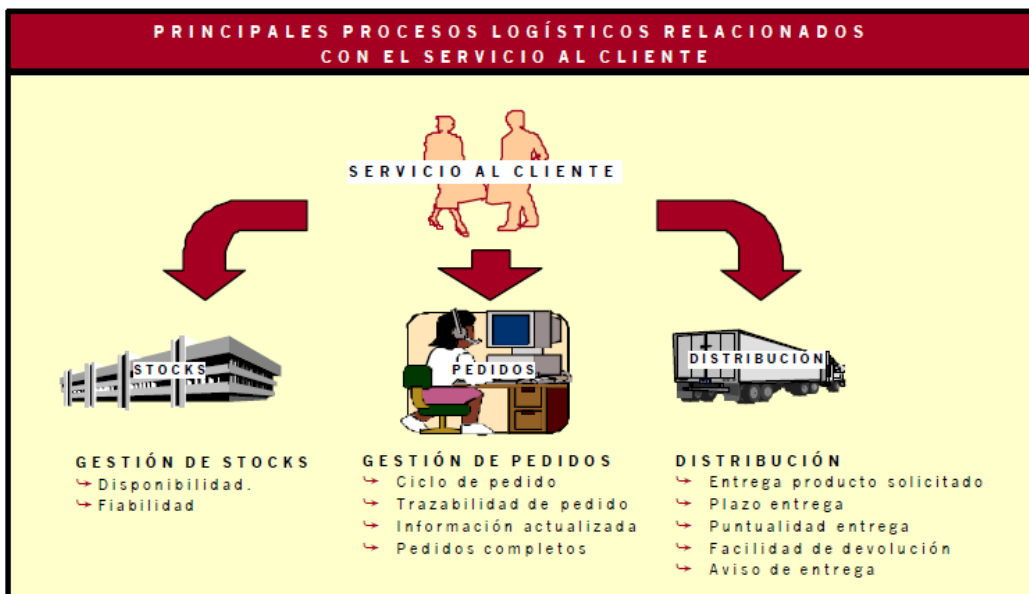 PRINCIPALES PROCESOS LOGÍSTICOS RELACIONADOS
CON EL SERVICIO AL CLIENTE
SERVICIO AL CLIENTE
STOCKS
PEDIDOS
DISTRIBUCIÓN
GESTIÓN DE STOCKS
Disponibilidad.
Fiabilidad
GESTIÓN DE PEDIDOS
Ciclo de pedido
Trazabilidad de pedido
Información actualizada
Pedidos completos
DISTRIBUCIÓN
Entrega producto solicitado
Plazo entrega
Puntualidad entrega
Facilidad de devolución
Aviso de entrega